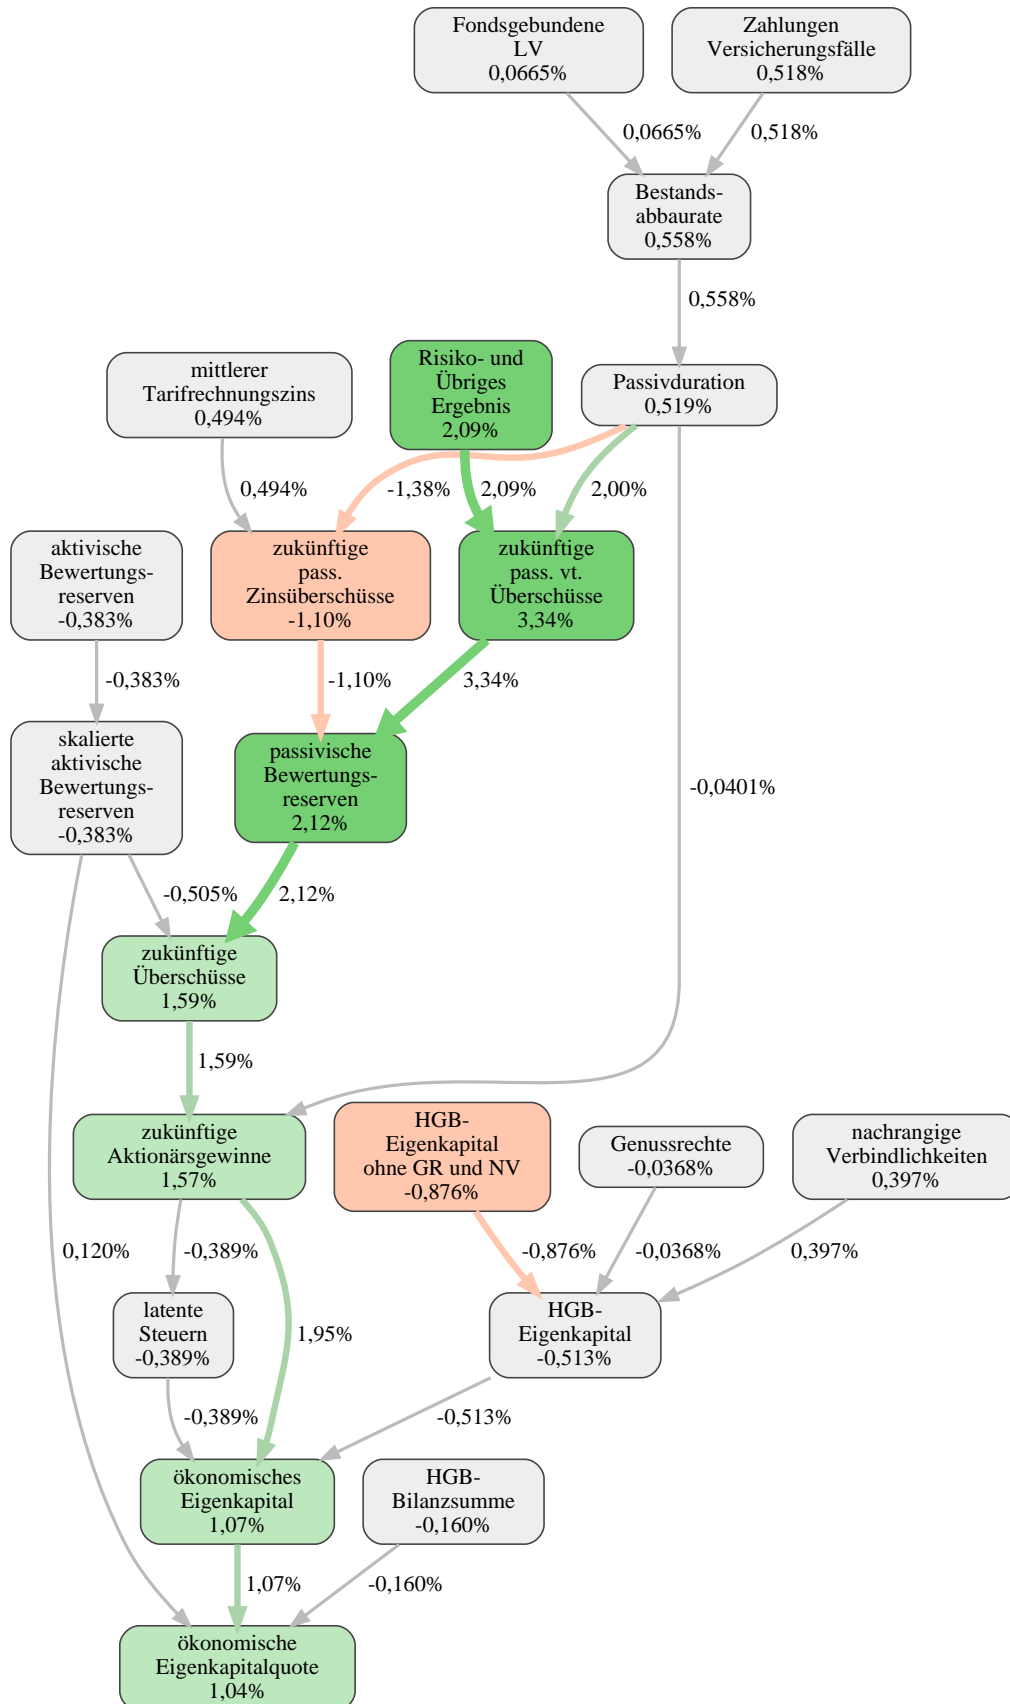 Fondsgebundene
LV
0,0665%
Zahlungen
Versicherungsfälle
0,518%
0,0665%
0,518%
Bestands-
abbaurate
0,558%
0,558%
mittlerer
Tarifrechnungszins
0,494%
Risiko- und
Übriges
Ergebnis
2,09%
Passivduration
0,519%
0,494%
-1,38%
2,09%
2,00%
aktivische
Bewertungs-
reserven
-0,383%
zukünftige
pass.
Zinsüberschüsse
-1,10%
zukünftige
pass. vt.
Überschüsse
3,34%
-0,383%
-1,10%
3,34%
skalierte
aktivische
Bewertungs-
reserven
-0,383%
passivische
Bewertungs-
reserven
2,12%
-0,0401%
-0,505%
2,12%
zukünftige
Überschüsse
1,59%
1,59%
zukünftige
Aktionärsgewinne
1,57%
HGB-
Eigenkapital
ohne GR und NV
-0,876%
Genussrechte
-0,0368%
nachrangige
Verbindlichkeiten
0,397%
0,120%
-0,389%
-0,876%
-0,0368%
0,397%
latente
Steuern
-0,389%
1,95%
HGB-
Eigenkapital
-0,513%
-0,389%
-0,513%
ökonomisches
Eigenkapital
1,07%
HGB-
Bilanzsumme
-0,160%
1,07%
-0,160%
ökonomische
Eigenkapitalquote
1,04%